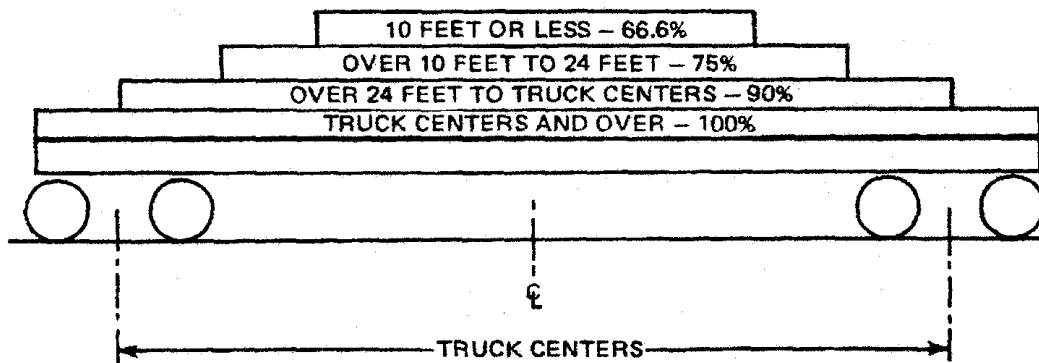 10 FEET OR LESS – 66.6%
OVER 10 FEET TO 24 FEET – 75%
OVER 24 FEET TO TRUCK CENTERS – 90%
TRUCK CENTERS AND OVER – 100%
℄
TRUCK CENTERS